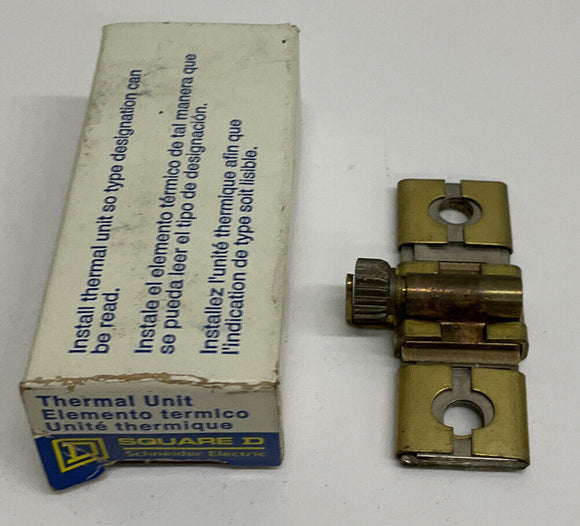 Install thermal unit so type designation can
be read.
Instale el elemento térmico de tal manera que
se pueda leer el tipo de designación.
Installez l'unité thermique afin que
l'indication de type soit lisible.
Thermal Unit
Elemento termico
Unité thermique
SQUARE D
Schneider Electric